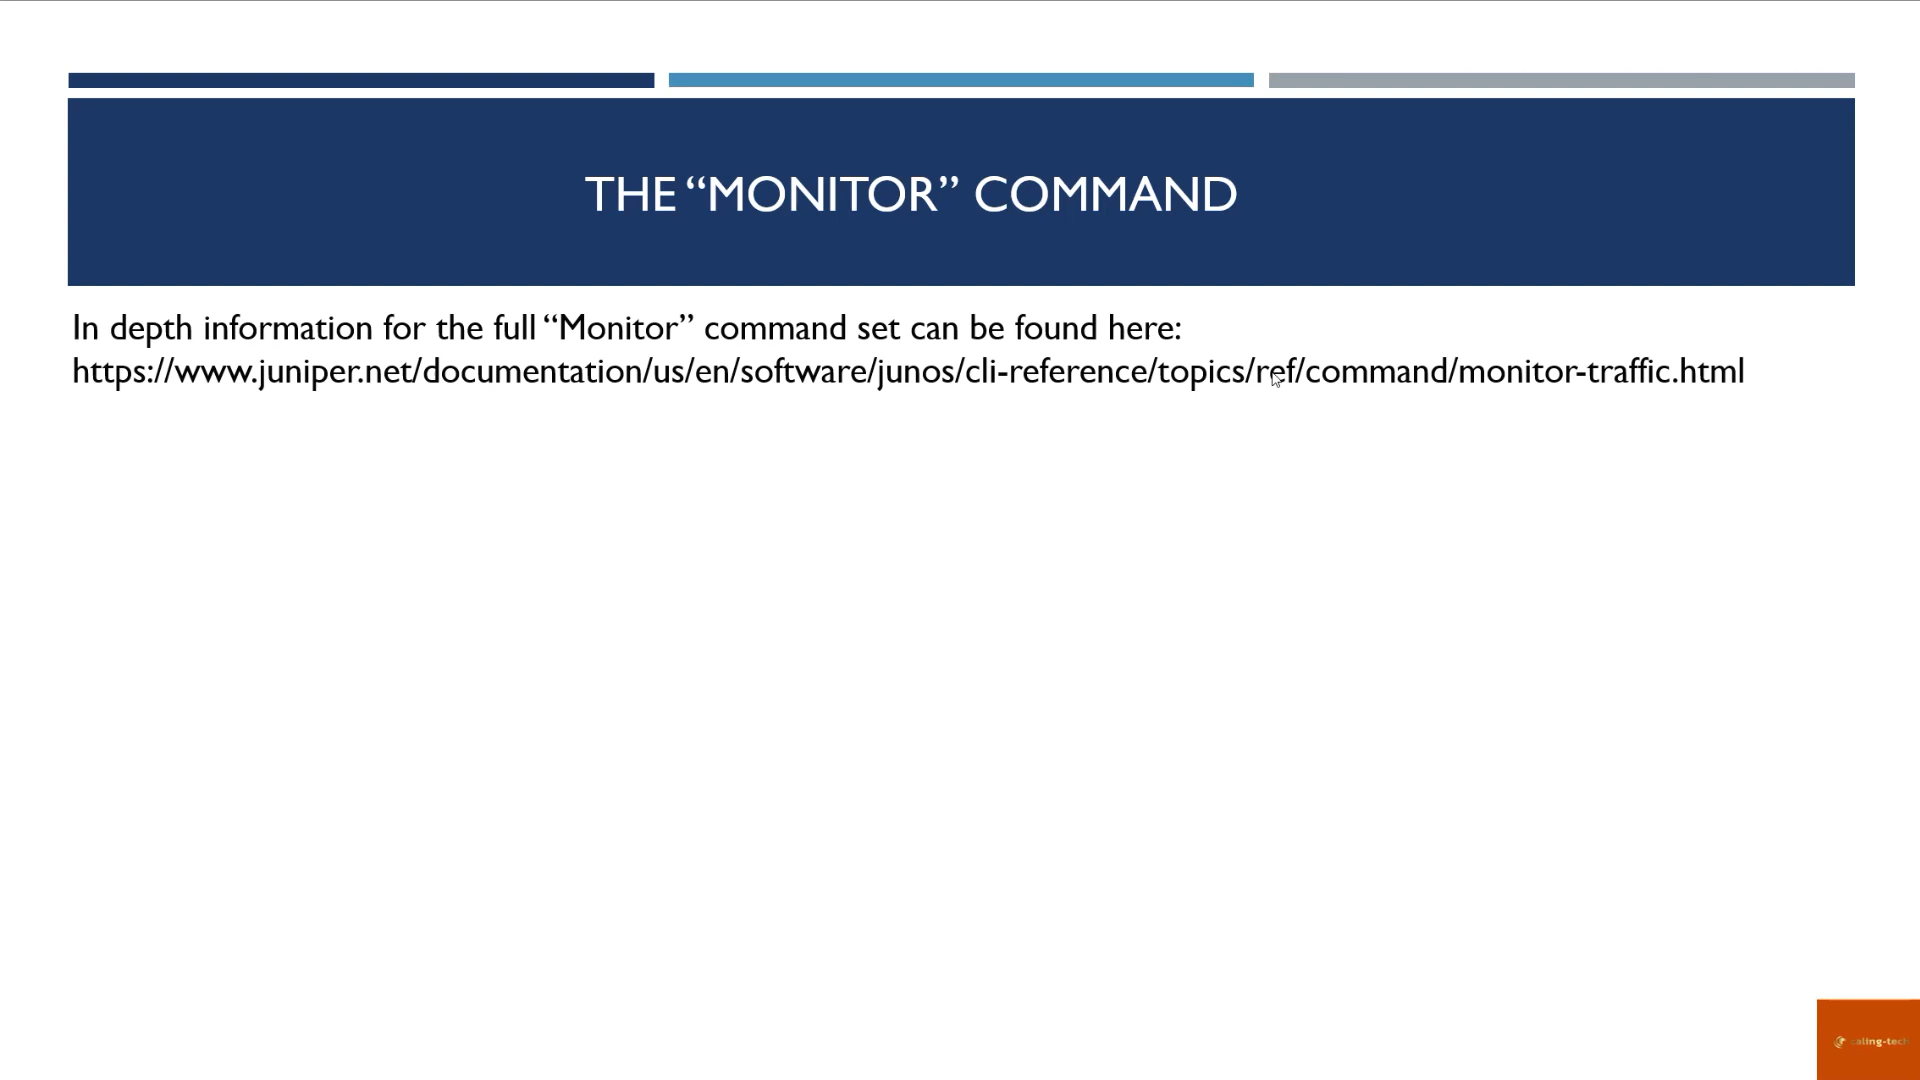 THE “MONITOR” COMMAND
In depth information for the full “Monitor” command set can be found here:
https://www.juniper.net/documentation/us/en/software/junos/cli-reference/topics/ref/command/monitor-traffic.html